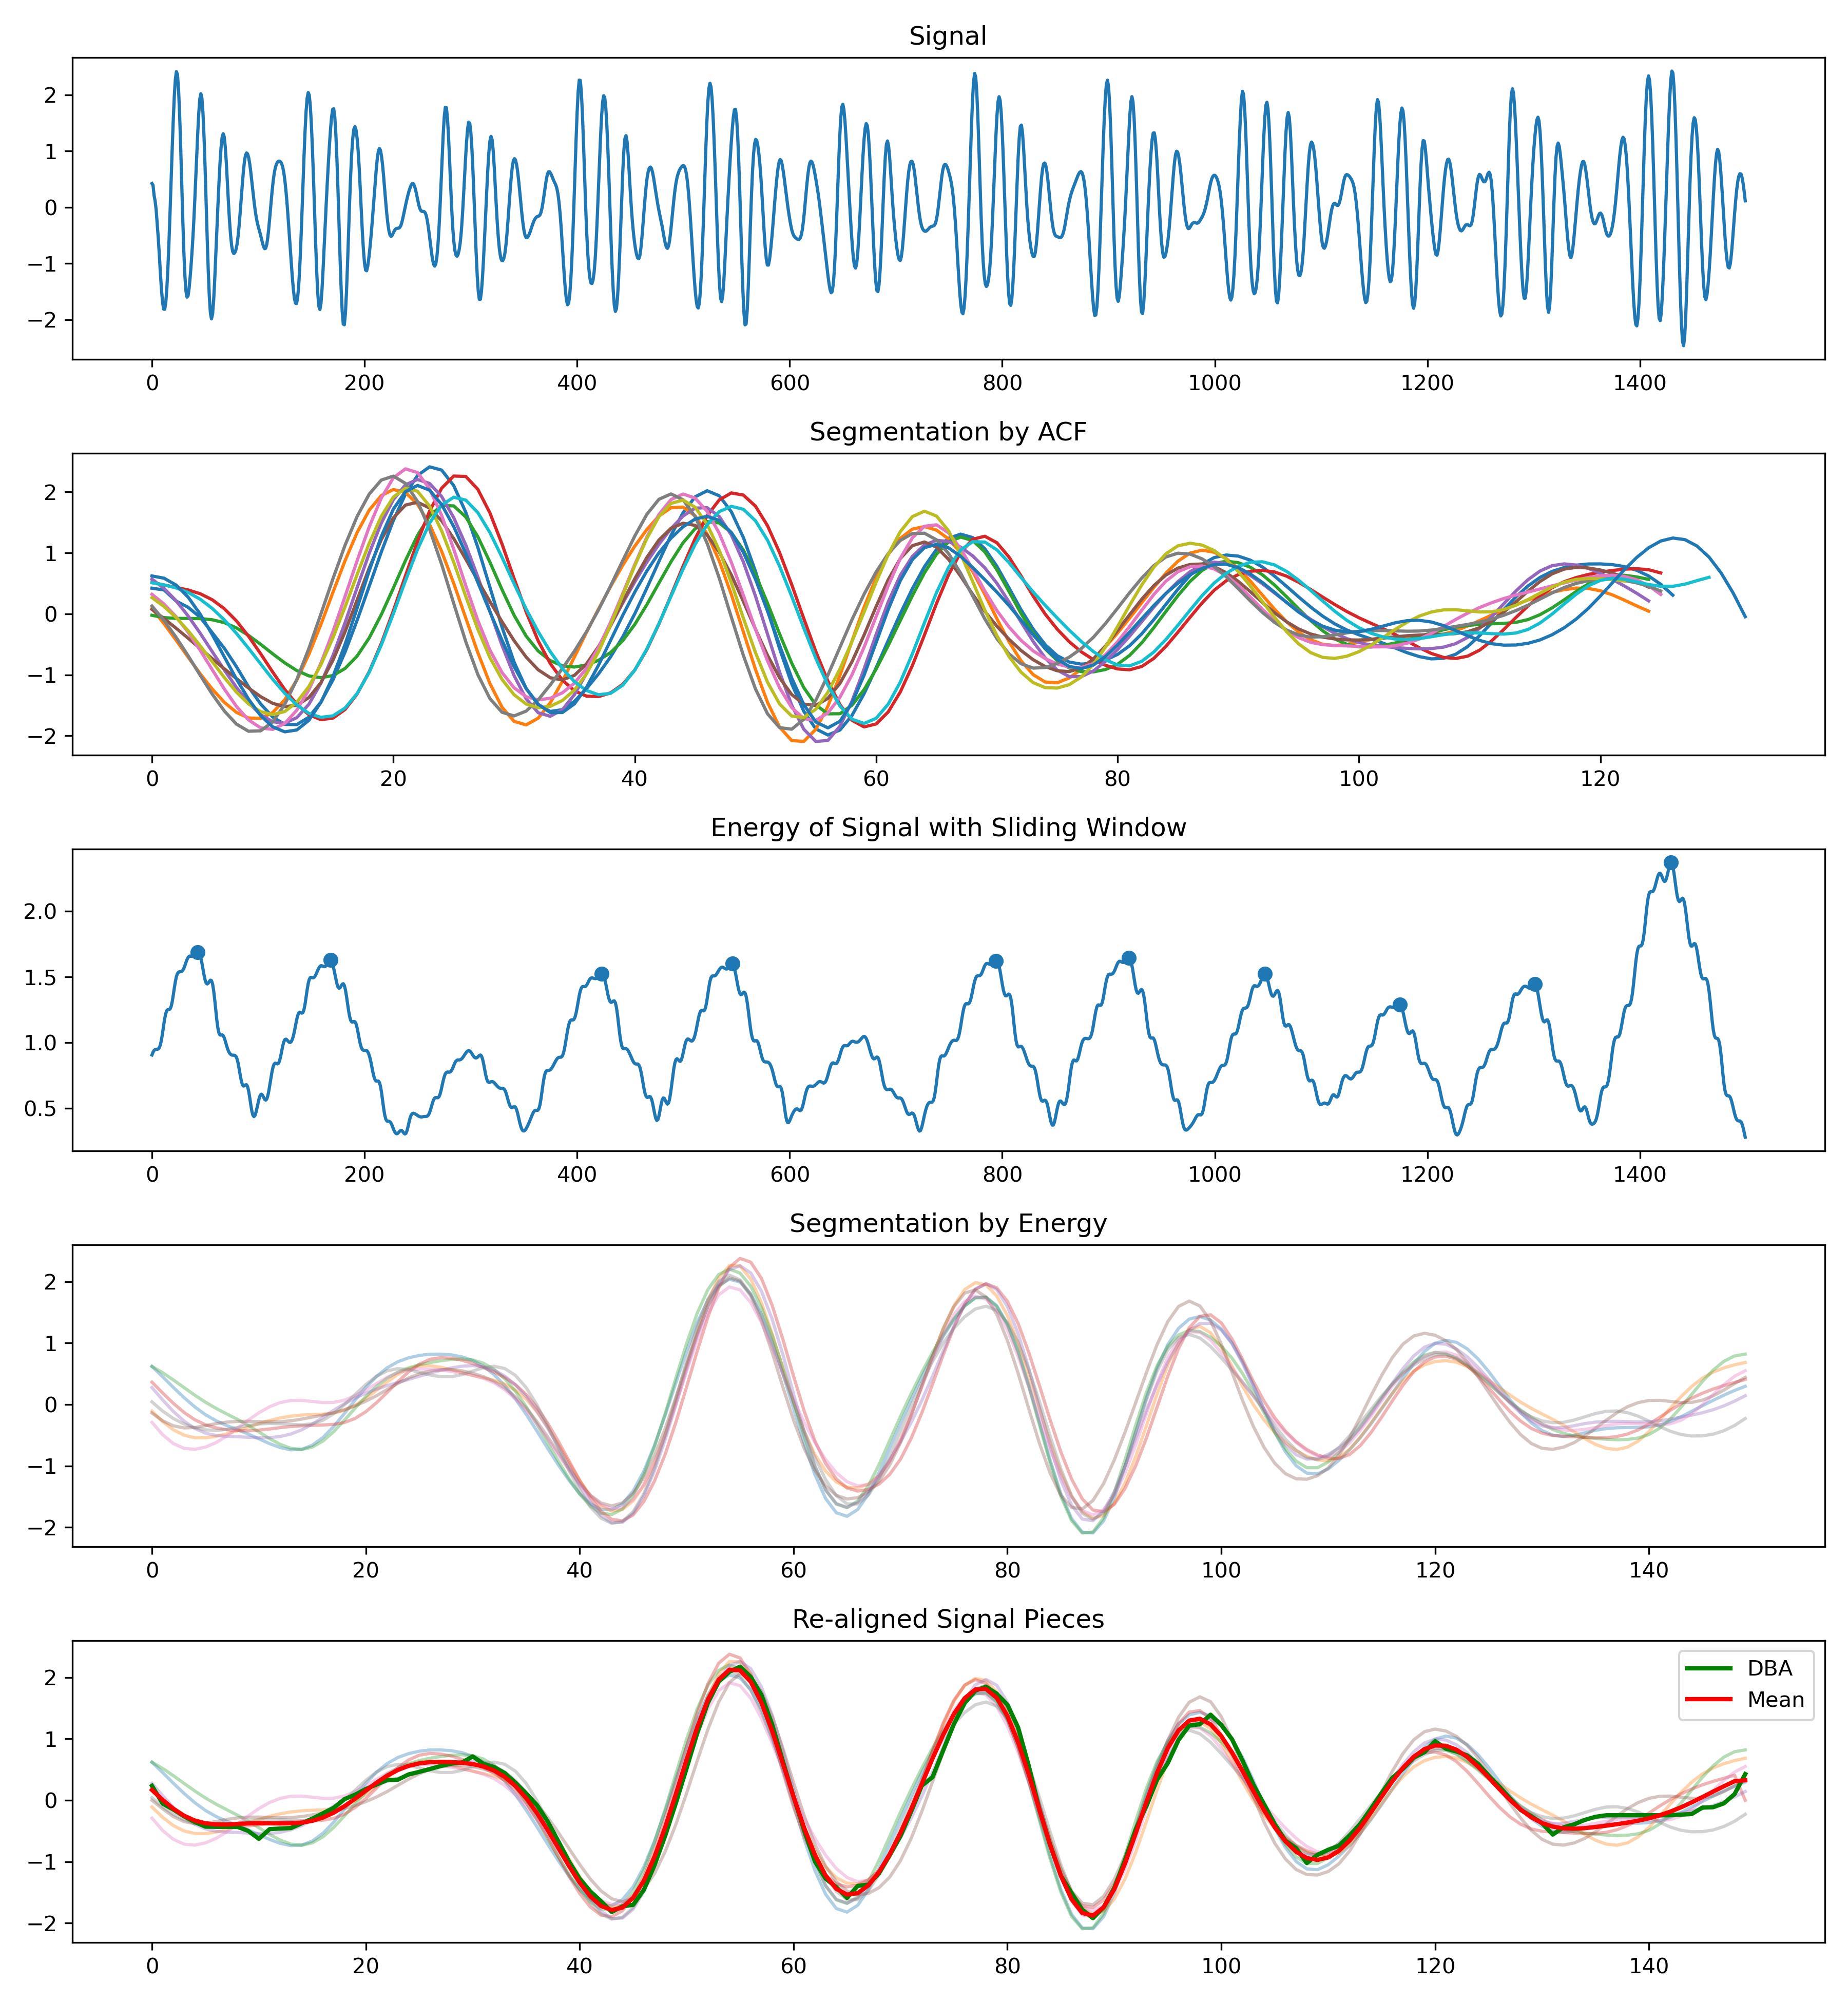 Signal
2
1
0
−1
−2
0 200 400 600 800 1000 1200 1400
Segmentation by ACF
2
1
0
−1
−2
0 20 40 60 80 100 120
Energy of Signal with Sliding Window
2.0
1.5
1.0
0.5
0 200 400 600 800 1000 1200 1400
Segmentation by Energy
2
1
0
−1
−2
0 20 40 60 80 100 120 140
Re-aligned Signal Pieces
DBA
Mean
2
1
0
−1
−2
0 20 40 60 80 100 120 140